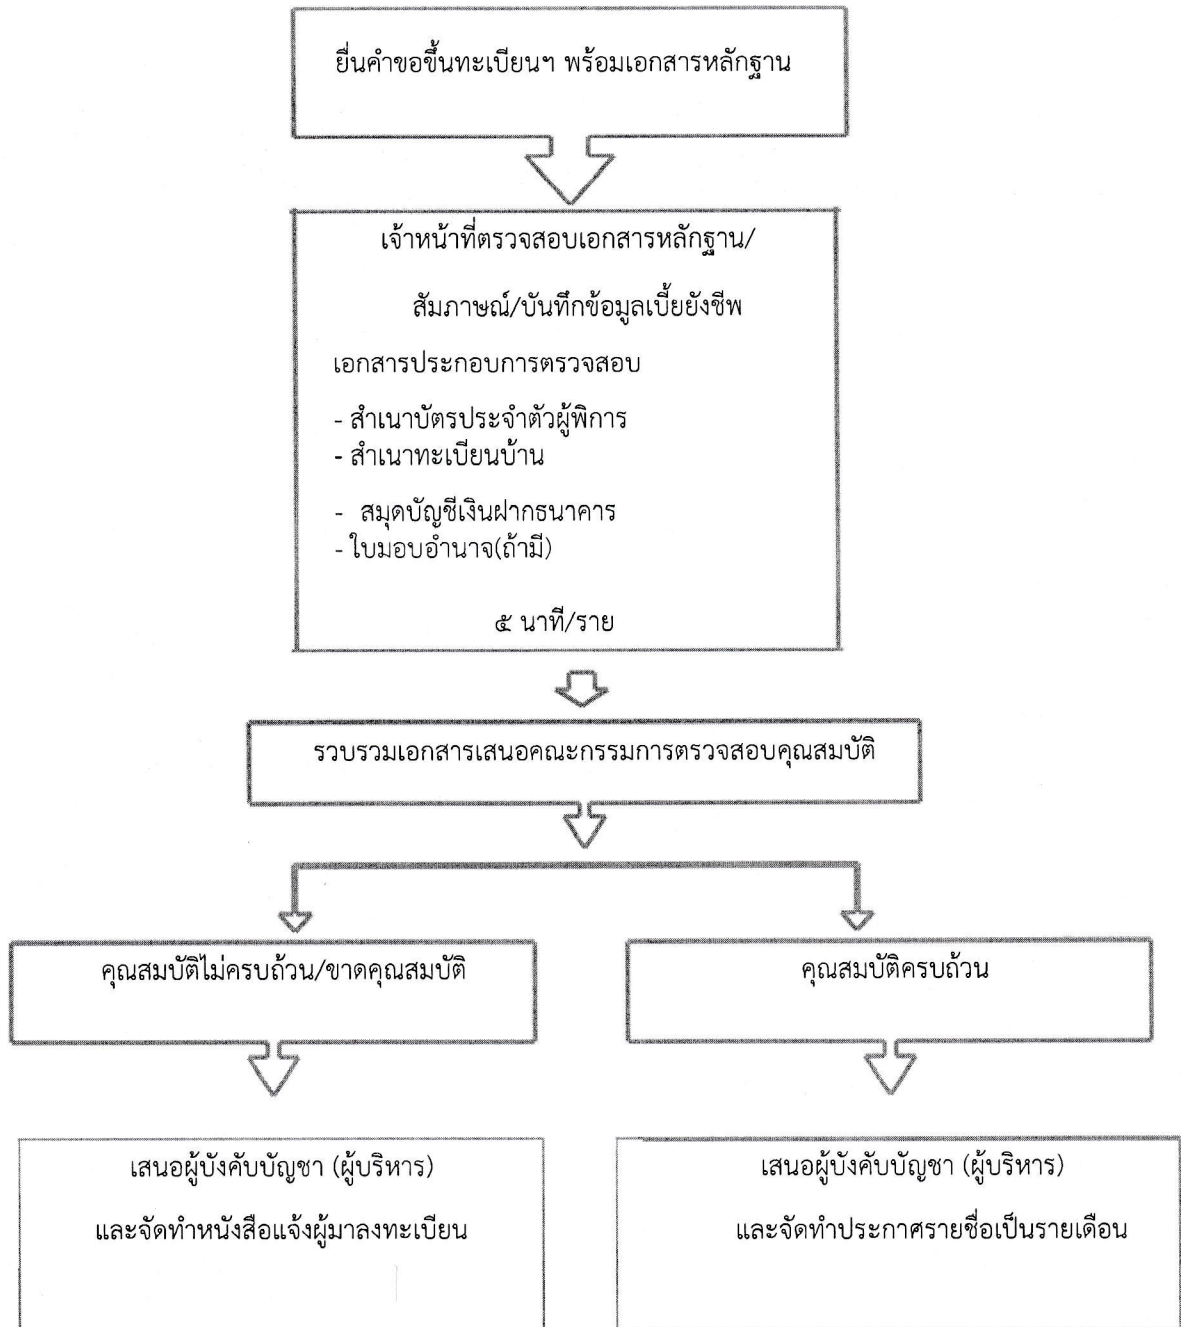 ยื่นคำขอขึ้นทะเบียนฯ พร้อมเอกสารหลักฐาน
เจ้าหน้าที่ตรวจสอบเอกสารหลักฐาน/
สัมภาษณ์/บันทึกข้อมูลเบี้ยยังชีพ
เอกสารประกอบการตรวจสอบ
- สำเนาบัตรประจำตัวผู้พิการ
- สำเนาทะเบียนบ้าน
- สมุดบัญชีเงินฝากธนาคาร
- ใบมอบอำนาจ(ถ้ามี)
๕ นาที/ราย
รวบรวมเอกสารเสนอคณะกรรมการตรวจสอบคุณสมบัติ
คุณสมบัติไม่ครบถ้วน/ขาดคุณสมบัติ
เสนอผู้บังคับบัญชา (ผู้บริหาร)
และจัดทำหนังสือแจ้งผู้มาลงทะเบียน
คุณสมบัติครบถ้วน
เสนอผู้บังคับบัญชา (ผู้บริหาร)
และจัดทำประกาศรายชื่อเป็นรายเดือน